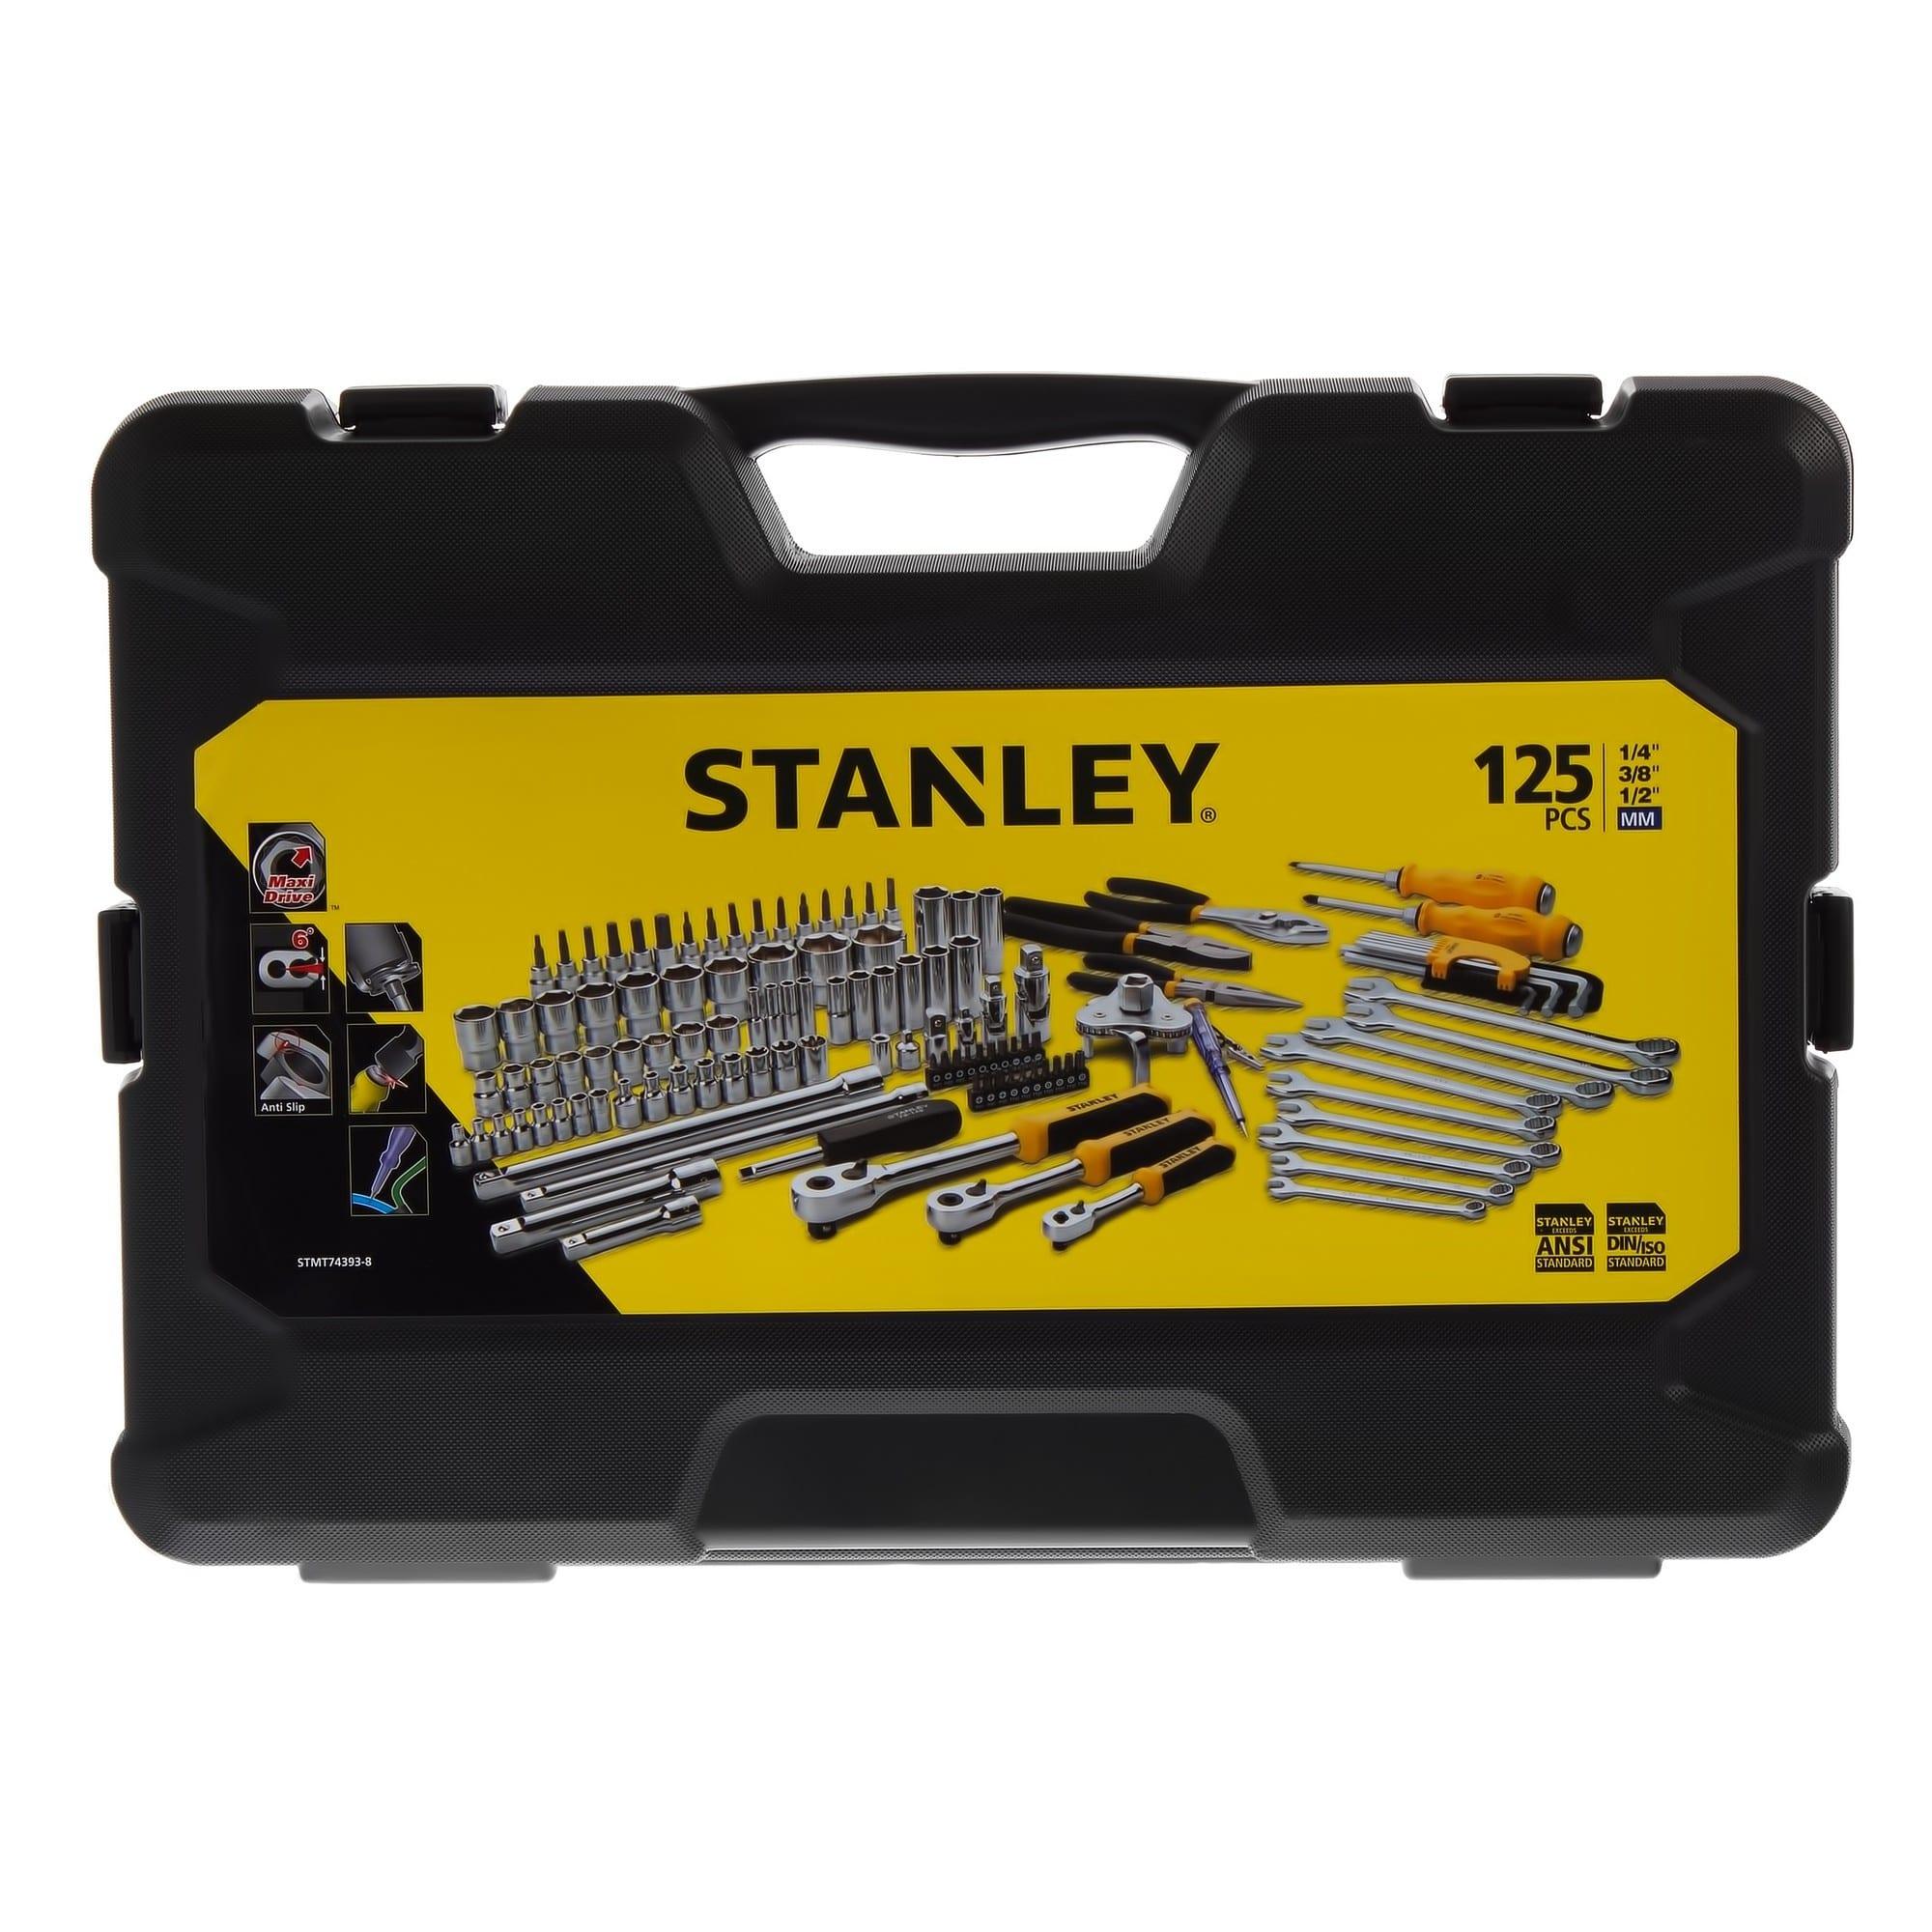 STANLEY®
125
PCS
1/4"
3/8"
1/2"
MM
Maxi
Drive™
6°
Anti Slip
STANLEY
STANLEY
STANLEY
STANLEY
STMT74393-8
STANLEY
EXCEEDS
ANSI
STANDARD
STANLEY
EXCEEDS
DIN/ISO
STANDARD